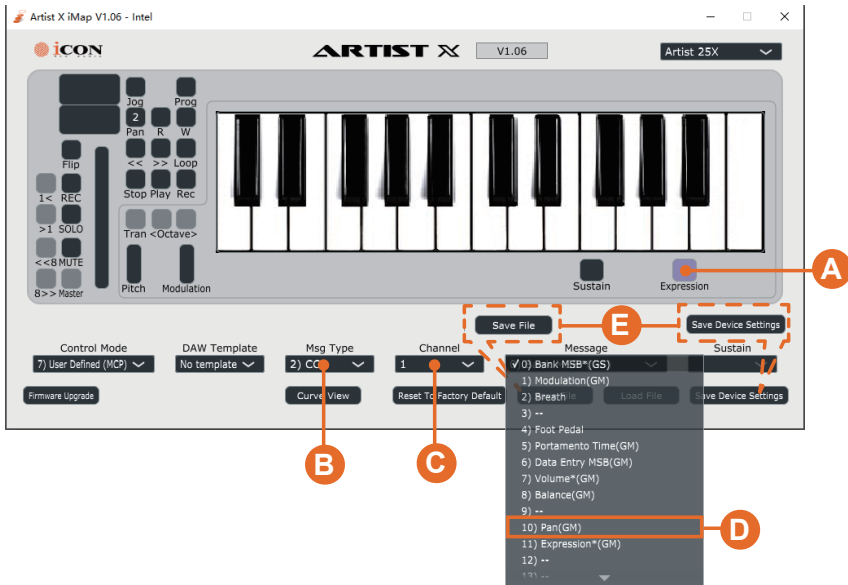 Artist X iMap V1.06 - Intel
iCON
ARTIST X
V1.06
Artist 25X
Jog
Prog
2
Pan R W
Flip
<< >> Loop
1< REC
Stop Play Rec
>1 SOLO
Tran <Octave>
<<8 MUTE
8>> Master
Pitch
Modulation
Sustain
Expression
A
Save File
E
Save Device Settings
Control Mode
DAW Template
Msg Type
Channel
Message
Sustain
7) User Defined (MCP)
No template
2) CC
1
✓ 0) Bank MSB*(GS)
Firmware Upgrade
Curve View
Reset To Factory Default
Load File
Save Device Settings
1) Modulation(GM)
2) Breath
3) --
4) Foot Pedal
5) Portamento Time(GM)
6) Data Entry MSB(GM)
7) Volume*(GM)
8) Balance(GM)
9) --
10) Pan(GM)
11) Expression*(GM)
12) --
13) --
B
C
D